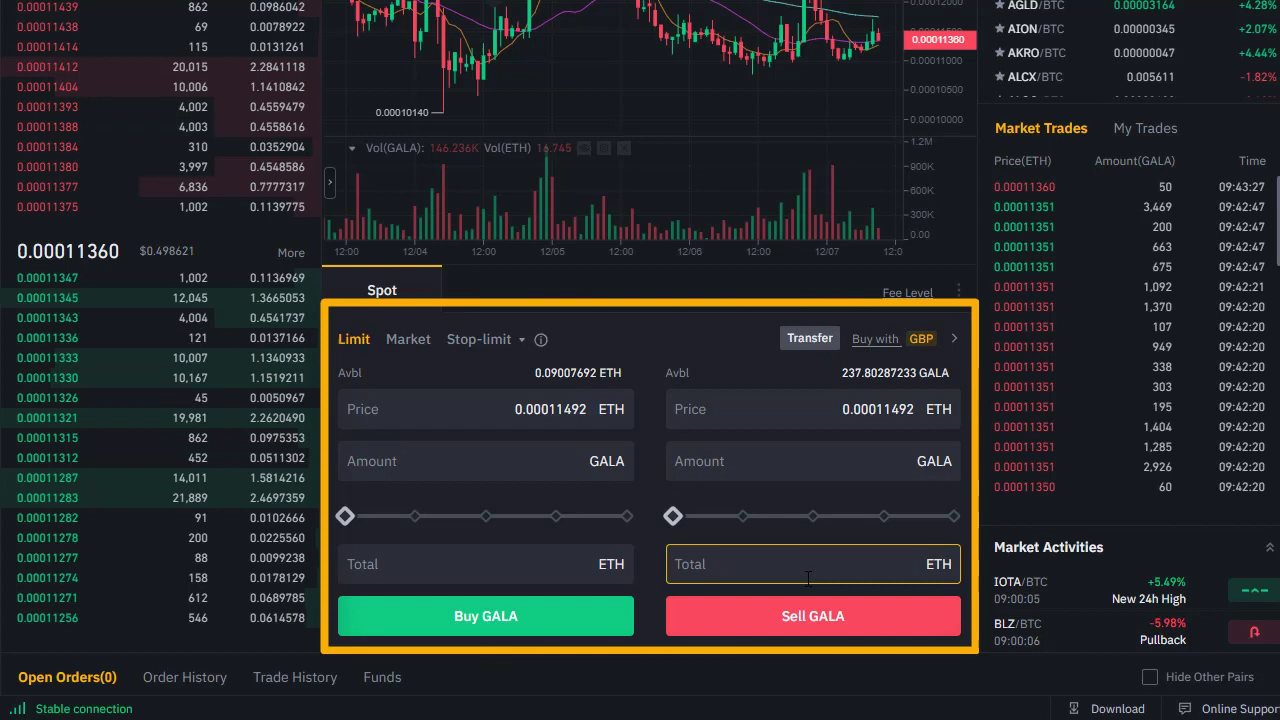 0.00011439 862 0.0986042
0.00011438 69 0.0078922
0.00011414 115 0.0131261
0.00011412 20,015 2.2841118
0.00011404 10,006 1.1410842
0.00011393 4,002 0.4559479
0.00011388 4,003 0.4558616
0.00011384 310 0.0352904
0.00011380 3,997 0.4548586
0.00011377 6,836 0.7777317
0.00011375 1,002 0.1139775
0.00011360 $0.498621 More
0.00011347 1,002 0.1136969
0.00011345 12,045 1.3665053
0.00011343 4,004 0.4541737
0.00011336 121 0.0137166
0.00011333 10,007 1.1340933
0.00011330 10,167 1.1519211
0.00011326 45 0.0050967
0.00011321 19,981 2.2620490
0.00011315 862 0.0975353
0.00011312 452 0.0511302
0.00011287 14,011 1.5814216
0.00011283 21,889 2.4697359
0.00011282 91 0.0102666
0.00011278 200 0.0225560
0.00011277 88 0.0099238
0.00011274 158 0.0178129
0.00011271 612 0.0689785
0.00011256 546 0.0614578
0.00012000
0.00011360
0.00011000
0.00010500
0.00010140
0.00010000
Vol(GALA): 146.236K Vol(ETH) 16.745
1.2M
900K
600K
300K
0.00
12:00 12/04 12:00 12/05 12:00 12/06 12:00 12/07 12:0
Spot Fee Level
Limit Market Stop-limit Transfer Buy with GBP
Avbl 0.09007692 ETH Avbl 237.80287233 GALA
Price 0.00011492 ETH Price 0.00011492 ETH
Amount GALA Amount GALA
Total ETH Total ETH
Buy GALA Sell GALA
AGLD/BTC 0.00003164 +4.28%
AION/BTC 0.00000345 +2.07%
AKRO/BTC 0.00000047 +4.44%
ALCX/BTC 0.005611 -1.82%
Market Trades My Trades
Price(ETH) Amount(GALA) Time
0.00011360 50 09:43:27
0.00011351 3,469 09:42:47
0.00011351 200 09:42:47
0.00011351 663 09:42:47
0.00011351 675 09:42:47
0.00011351 1,092 09:42:21
0.00011351 1,370 09:42:20
0.00011351 107 09:42:20
0.00011351 949 09:42:20
0.00011351 338 09:42:20
0.00011351 303 09:42:20
0.00011351 195 09:42:20
0.00011351 1,404 09:42:20
0.00011351 1,285 09:42:20
0.00011351 2,926 09:42:20
0.00011350 60 09:42:20
Market Activities
IOTA/BTC +5.49%
09:00:05 New 24h High
BLZ/BTC -5.98%
09:00:06 Pullback
Open Orders(0) Order History Trade History Funds Hide Other Pairs
Stable connection Download Online Suppor